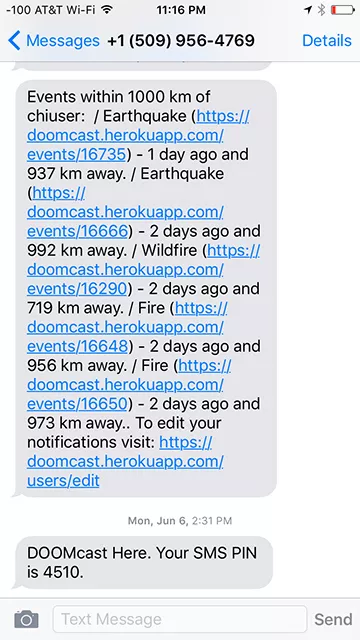 -100 AT&T Wi-Fi 11:16 PM
Messages +1 (509) 956-4769 Details
Events within 1000 km of
chiuser:  / Earthquake (https://
doomcast.herokuapp.com/
events/16735) - 1 day ago and
937 km away. / Earthquake
(https://
doomcast.herokuapp.com/
events/16666) - 2 days ago and
992 km away. / Wildfire (https://
doomcast.herokuapp.com/
events/16290) - 2 days ago and
719 km away. / Fire (https://
doomcast.herokuapp.com/
events/16648) - 2 days ago and
956 km away. / Fire (https://
doomcast.herokuapp.com/
events/16650) - 2 days ago and
973 km away.. To edit your
notifications visit: https://
doomcast.herokuapp.com/
users/edit
Mon, Jun 6, 2:31 PM
DOOMcast Here. Your SMS PIN
is 4510.
Text Message Send